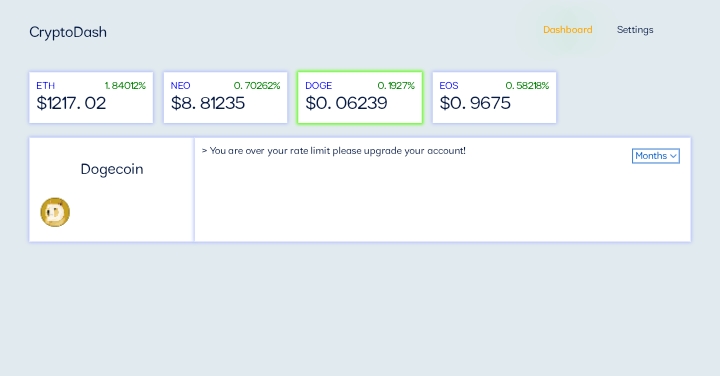 CryptoDash
Dashboard Settings
ETH 1. 84012%
$1217. 02
NEO 0. 70262%
$8. 81235
DOGE 0. 1927%
$0. 06239
EOS 0. 58218%
$0. 9675
Dogecoin
> You are over your rate limit please upgrade your account!
Months